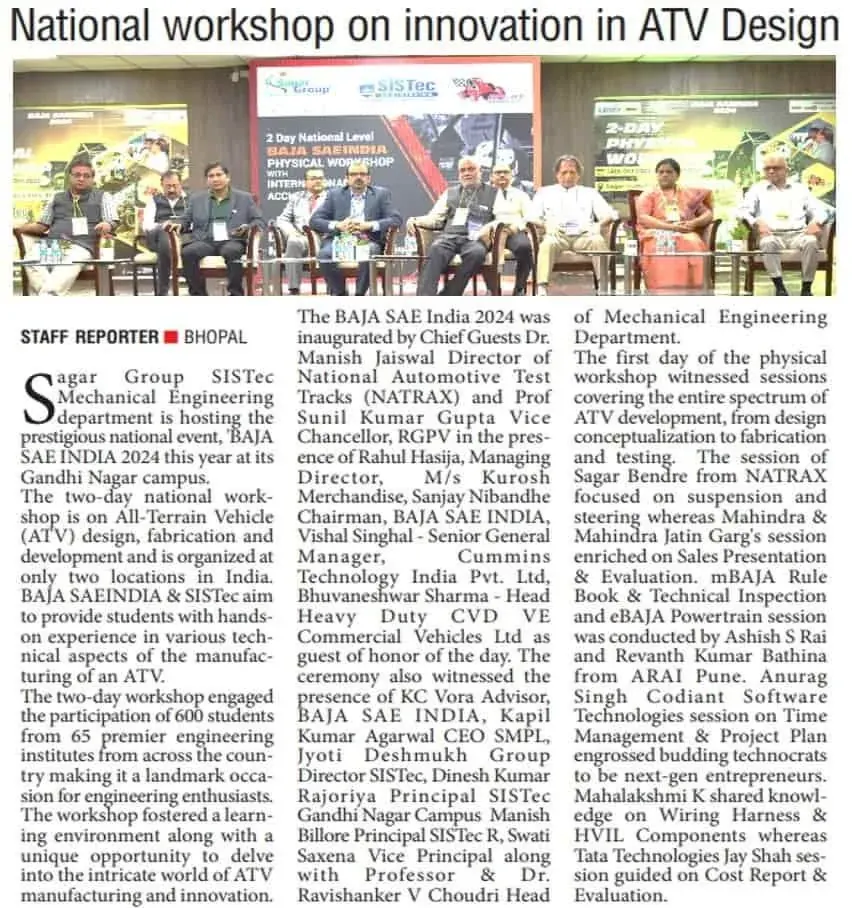 National workshop on innovation in ATV Design
Sagar
Group
SISTec
2 Day National Level
BAJA SAEINDIA
PHYSICAL WORKSHOP
WITH
BAJA SAEINDIA
2024
2-DAY
PHYSICAL
STAFF REPORTER ■ BHOPAL
Sagar Group SISTec
Mechanical Engineering
department is hosting the
prestigious national event, 'BAJA
SAE INDIA 2024 this year at its
Gandhi Nagar campus.
The two-day national work-
shop is on All-Terrain Vehicle
(ATV) design, fabrication and
development and is organized at
only two locations in India.
BAJA SAEINDIA & SISTec aim
to provide students with hands-
on experience in various tech-
nical aspects of the manufac-
turing of an ATV.
The two-day workshop engaged
the participation of 600 students
from 65 premier engineering
institutes from across the coun-
try making it a landmark occa-
sion for engineering enthusiasts.
The workshop fostered a learn-
ing environment along with a
unique opportunity to delve
into the intricate world of ATV
manufacturing and innovation.
The BAJA SAE India 2024 was
inaugurated by Chief Guests Dr.
Manish Jaiswal Director of
National Automotive Test
Tracks (NATRAX) and Prof
Sunil Kumar Gupta Vice
Chancellor, RGPV in the pres-
ence of Rahul Hasija, Managing
Director, M/s Kurosh
Merchandise, Sanjay Nibandhe
Chairman, BAJA SAE INDIA,
Vishal Singhal - Senior General
Manager, Cummins
Technology India Pvt. Ltd,
Bhuvaneshwar Sharma - Head
Heavy Duty CVD VE
Commercial Vehicles Ltd as
guest of honor of the day. The
ceremony also witnessed the
presence of KC Vora Advisor,
BAJA SAE INDIA, Kapil
Kumar Agarwal CEO SMPL,
Jyoti Deshmukh Group
Director SISTec, Dinesh Kumar
Rajoriya Principal SISTec
Gandhi Nagar Campus Manish
Billore Principal SISTec R, Swati
Saxena Vice Principal along
with Professor & Dr.
Ravishanker V Choudri Head
of Mechanical Engineering
Department.
The first day of the physical
workshop witnessed sessions
covering the entire spectrum of
ATV development, from design
conceptualization to fabrication
and testing. The session of
Sagar Bendre from NATRAX
focused on suspension and
steering whereas Mahindra &
Mahindra Jatin Garg's session
enriched on Sales Presentation
& Evaluation. mBAJA Rule
Book & Technical Inspection
and eBAJA Powertrain session
was conducted by Ashish S Rai
and Revanth Kumar Bathina
from ARAI Pune. Anurag
Singh Codiant Software
Technologies session on Time
Management & Project Plan
engrossed budding technocrats
to be next-gen entrepreneurs.
Mahalakshmi K shared knowl-
edge on Wiring Harness &
HVIL Components whereas
Tata Technologies Jay Shah ses-
sion guided on Cost Report &
Evaluation.